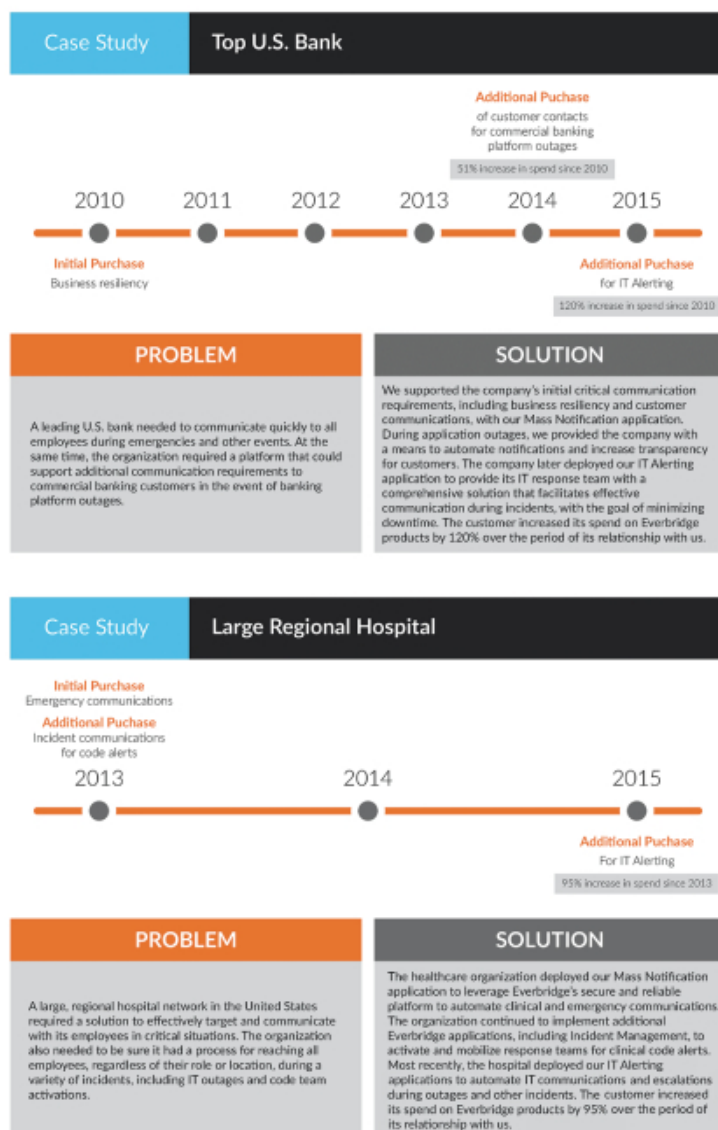 Case Study
Top U.S. Bank
Additional Puchase
of customer contacts
for commercial banking
platform outages
51% increase in spend since 2010
2010 2011 2012 2013 2014 2015
Initial Purchase
Business resiliency
Additional Puchase
for IT Alerting
120% increase in spend since 2010
PROBLEM
A leading U.S. bank needed to communicate quickly to all
employees during emergencies and other events. At the
same time, the organization required a platform that could
support additional communication requirements to
commercial banking customers in the event of banking
platform outages.
SOLUTION
We supported the company's initial critical communication
requirements, including business resiliency and customer
communications, with our Mass Notification application.
During application outages, we provided the company with
a means to automate notifications and increase transparency
for customers. The company later deployed our IT Alerting
application to provide its IT response team with a
comprehensive solution that facilitates effective
communication during incidents, with the goal of minimizing
downtime. The customer increased its spend on Everbridge
products by 120% over the period of its relationship with us.
Case Study
Large Regional Hospital
Initial Purchase
Emergency communications
Additional Puchase
Incident communications
for code alerts
2013 2014 2015
Additional Puchase
For IT Alerting
95% increase in spend since 2013
PROBLEM
A large, regional hospital network in the United States
required a solution to effectively target and communicate
with its employees in critical situations. The organization
also needed to be sure it had a process for reaching all
employees, regardless of their role or location, during a
variety of incidents, including IT outages and code team
activations.
SOLUTION
The healthcare organization deployed our Mass Notification
application to leverage Everbridge's secure and reliable
platform to automate clinical and emergency communications
The organization continued to implement additional
Everbridge applications, including Incident Management, to
activate and mobilize response teams for clinical code alerts.
Most recently, the hospital deployed our IT Alerting
applications to automate IT communications and escalations
during outages and other incidents. The customer increased
its spend on Everbridge products by 95% over the period of
its relationship with us.